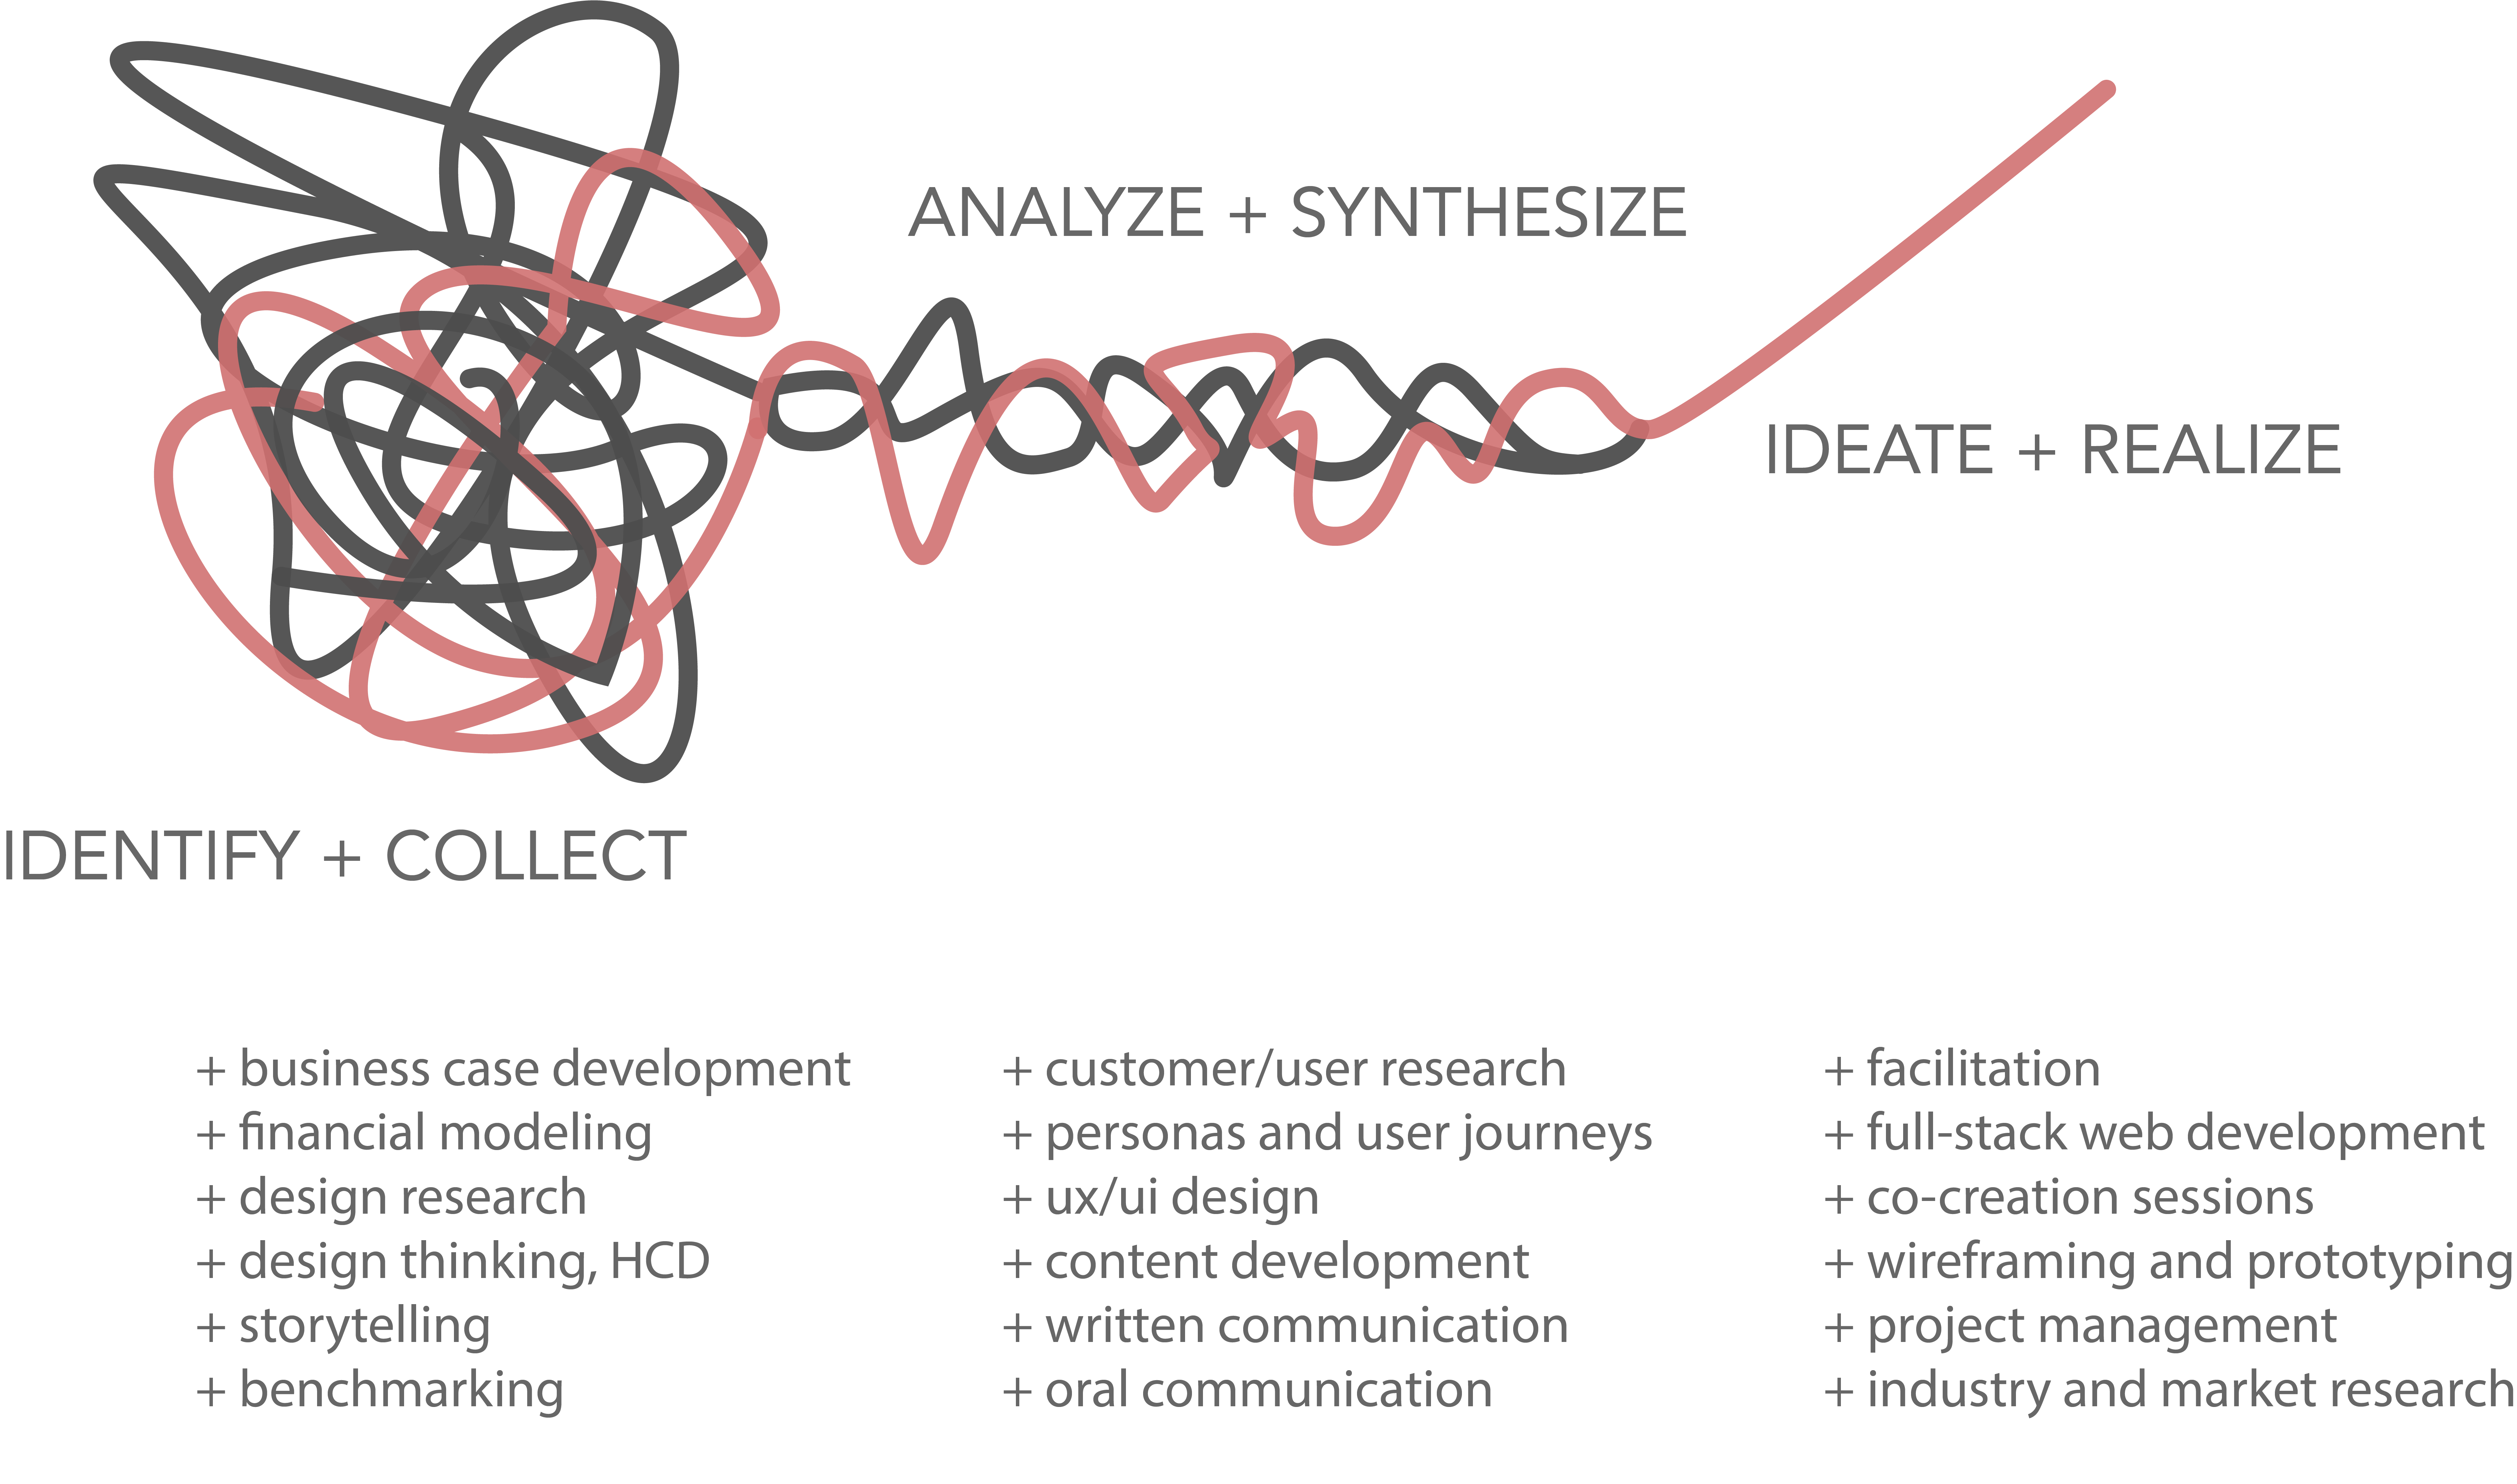 ANALYZE + SYNTHESIZE
IDEATE + REALIZE
IDENTIFY + COLLECT
+ business case development
+ financial modeling
+ design research
+ design thinking, HCD
+ storytelling
+ benchmarking
+ customer/user research
+ personas and user journeys
+ ux/ui design
+ content development
+ written communication
+ oral communication
+ facilitation
+ full-stack web development
+ co-creation sessions
+ wireframing and prototyping
+ project management
+ industry and market research